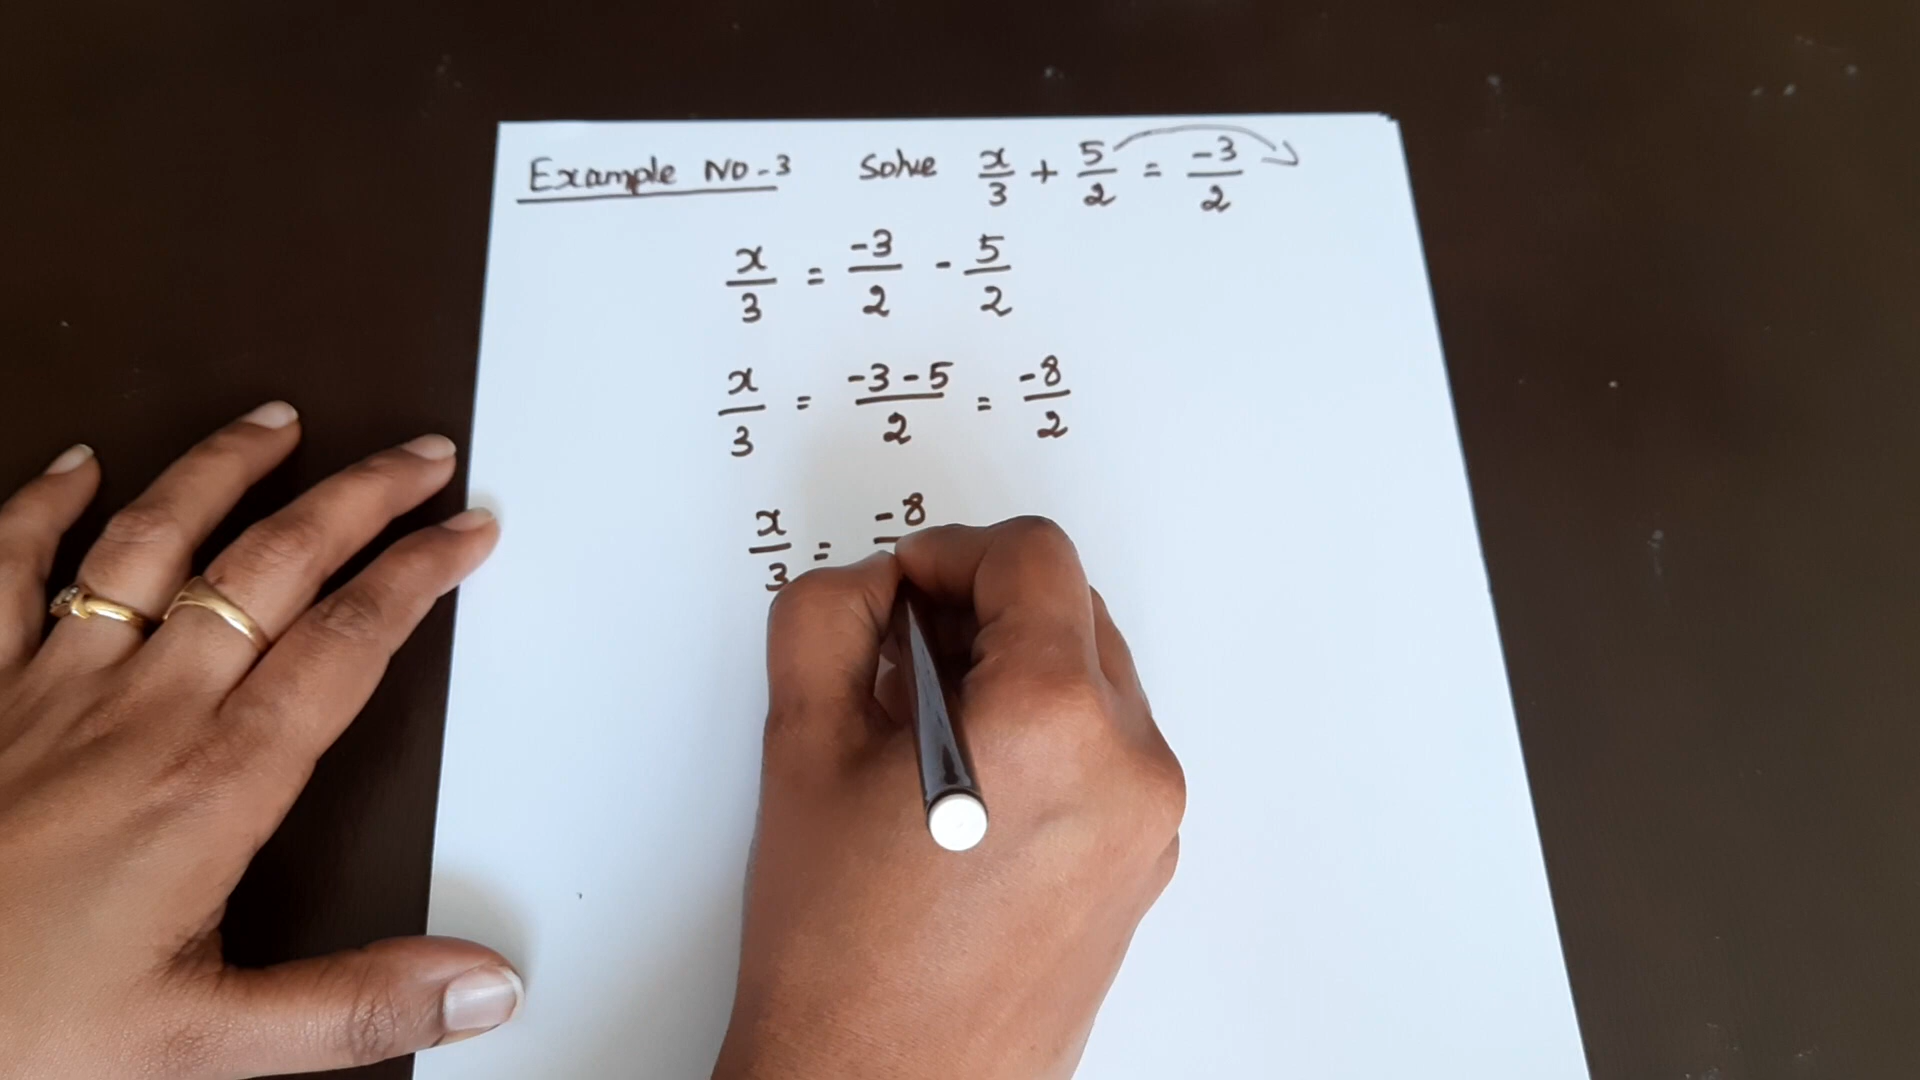 Example NO-3 Solve x/3 + 5/2 = -3/2
x/3 = -3/2 - 5/2
x/3 = -3-5/2 = -8/2
x/3 = -8